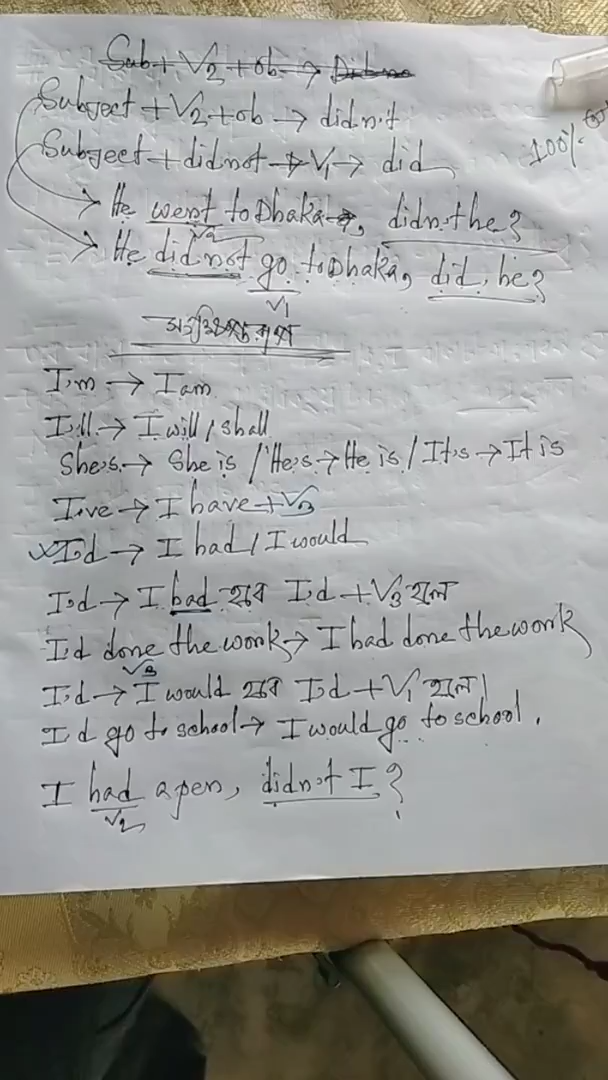 Sub + V2 + ob →
Subject + V2 + ob → didn't
Subject + did not + V1 → did
100%
→ He went to Dhaka, didn't he?
V2
→ He did not go to Dhaka, did he?
V1
I'm → I am
I'll → I will / shall
She's → She is / He's → He is / It's → It is
I've → I have + V3
×I'd → I had / I would
I'd → I had হবে I'd + V3 হলে
I'd done the work → I had done the work
V3
I'd → I would হবে I'd + V1 হলে।
I'd go to school → I would go to school.
I had a pen, didn't I?
V2